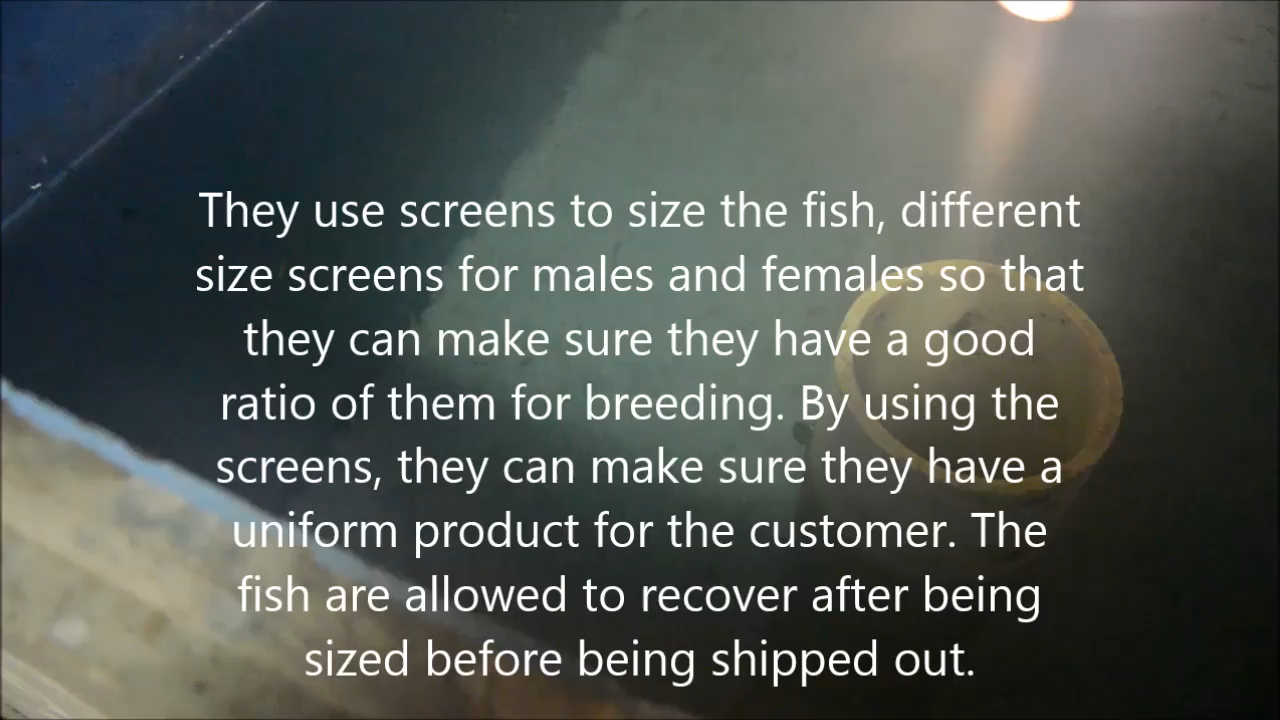 They use screens to size the fish, different
size screens for males and females so that
they can make sure they have a good
ratio of them for breeding. By using the
screens, they can make sure they have a
uniform product for the customer. The
fish are allowed to recover after being
sized before being shipped out.